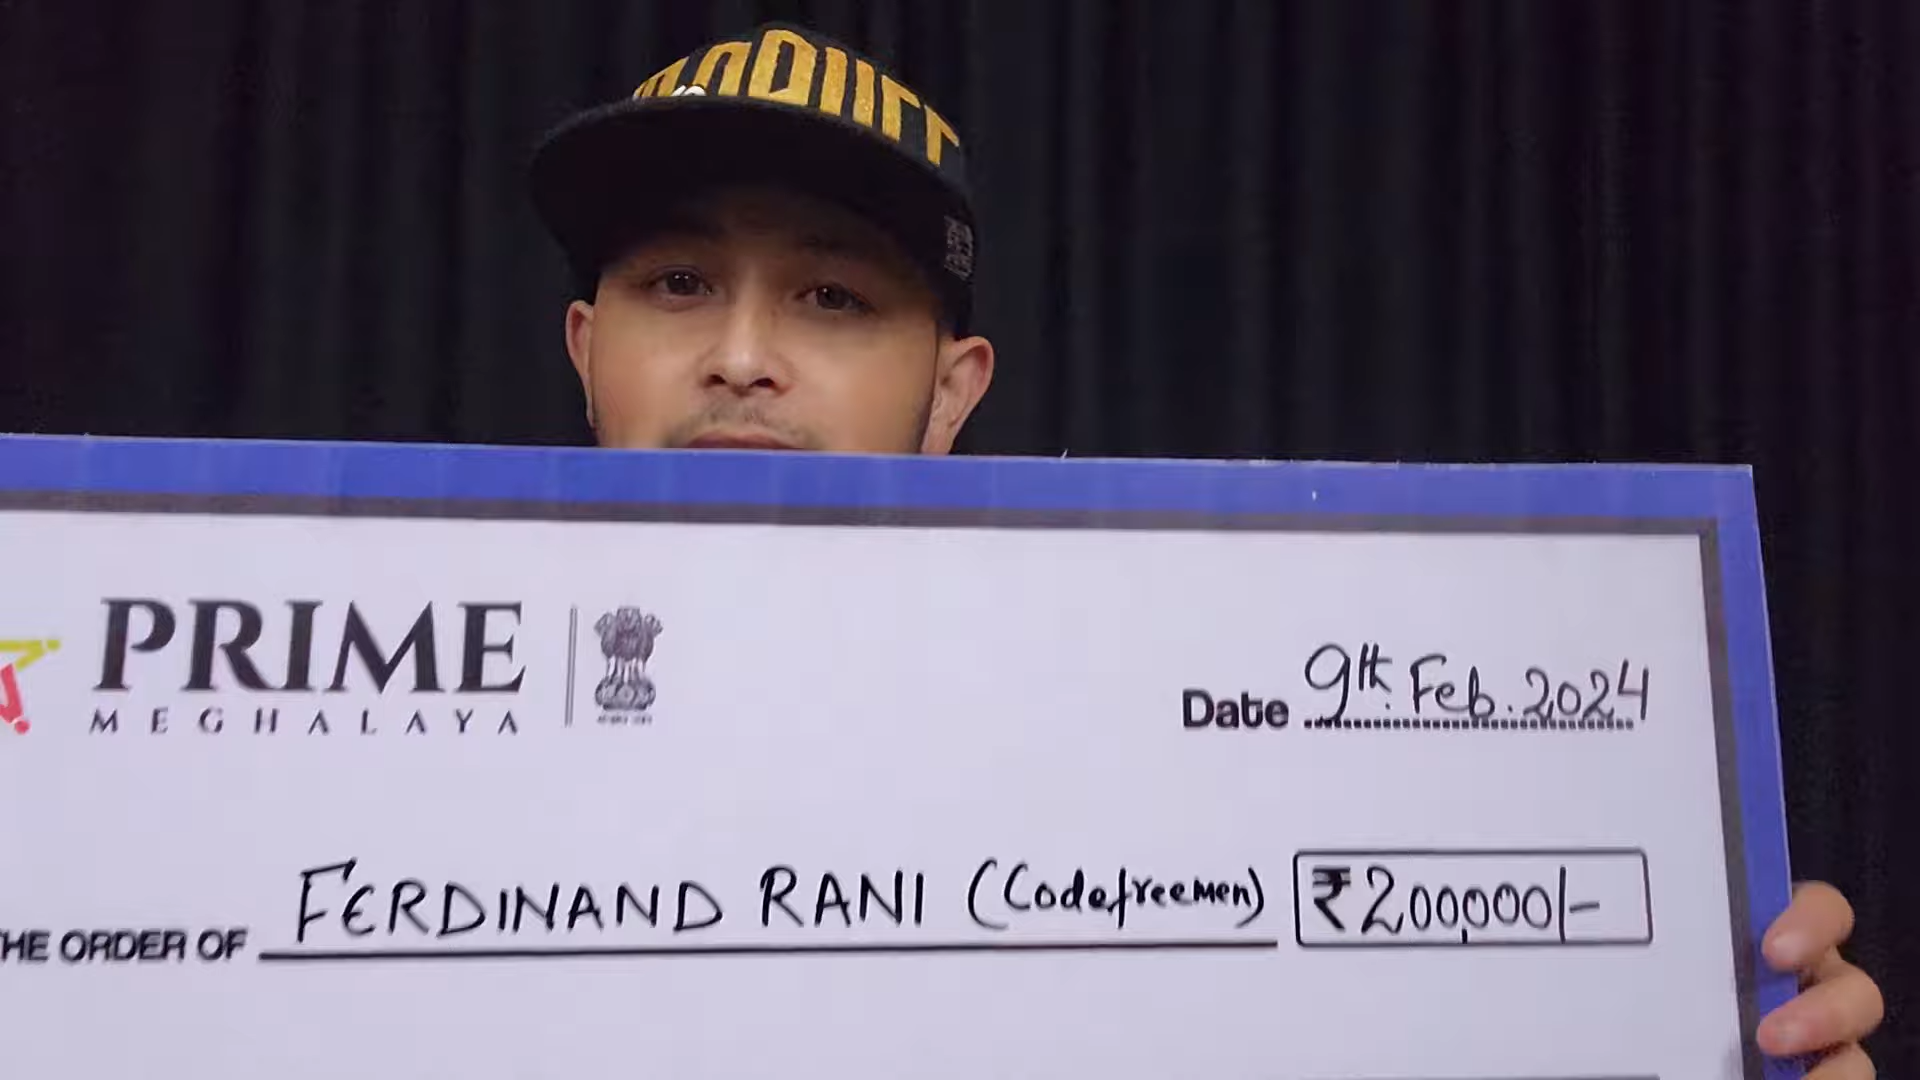 PRIME
MEGHALAYA
Date 9th. Feb. 2024
THE ORDER OF FERDINAND RANI (Codefreemen) ₹ 2,00,000/-